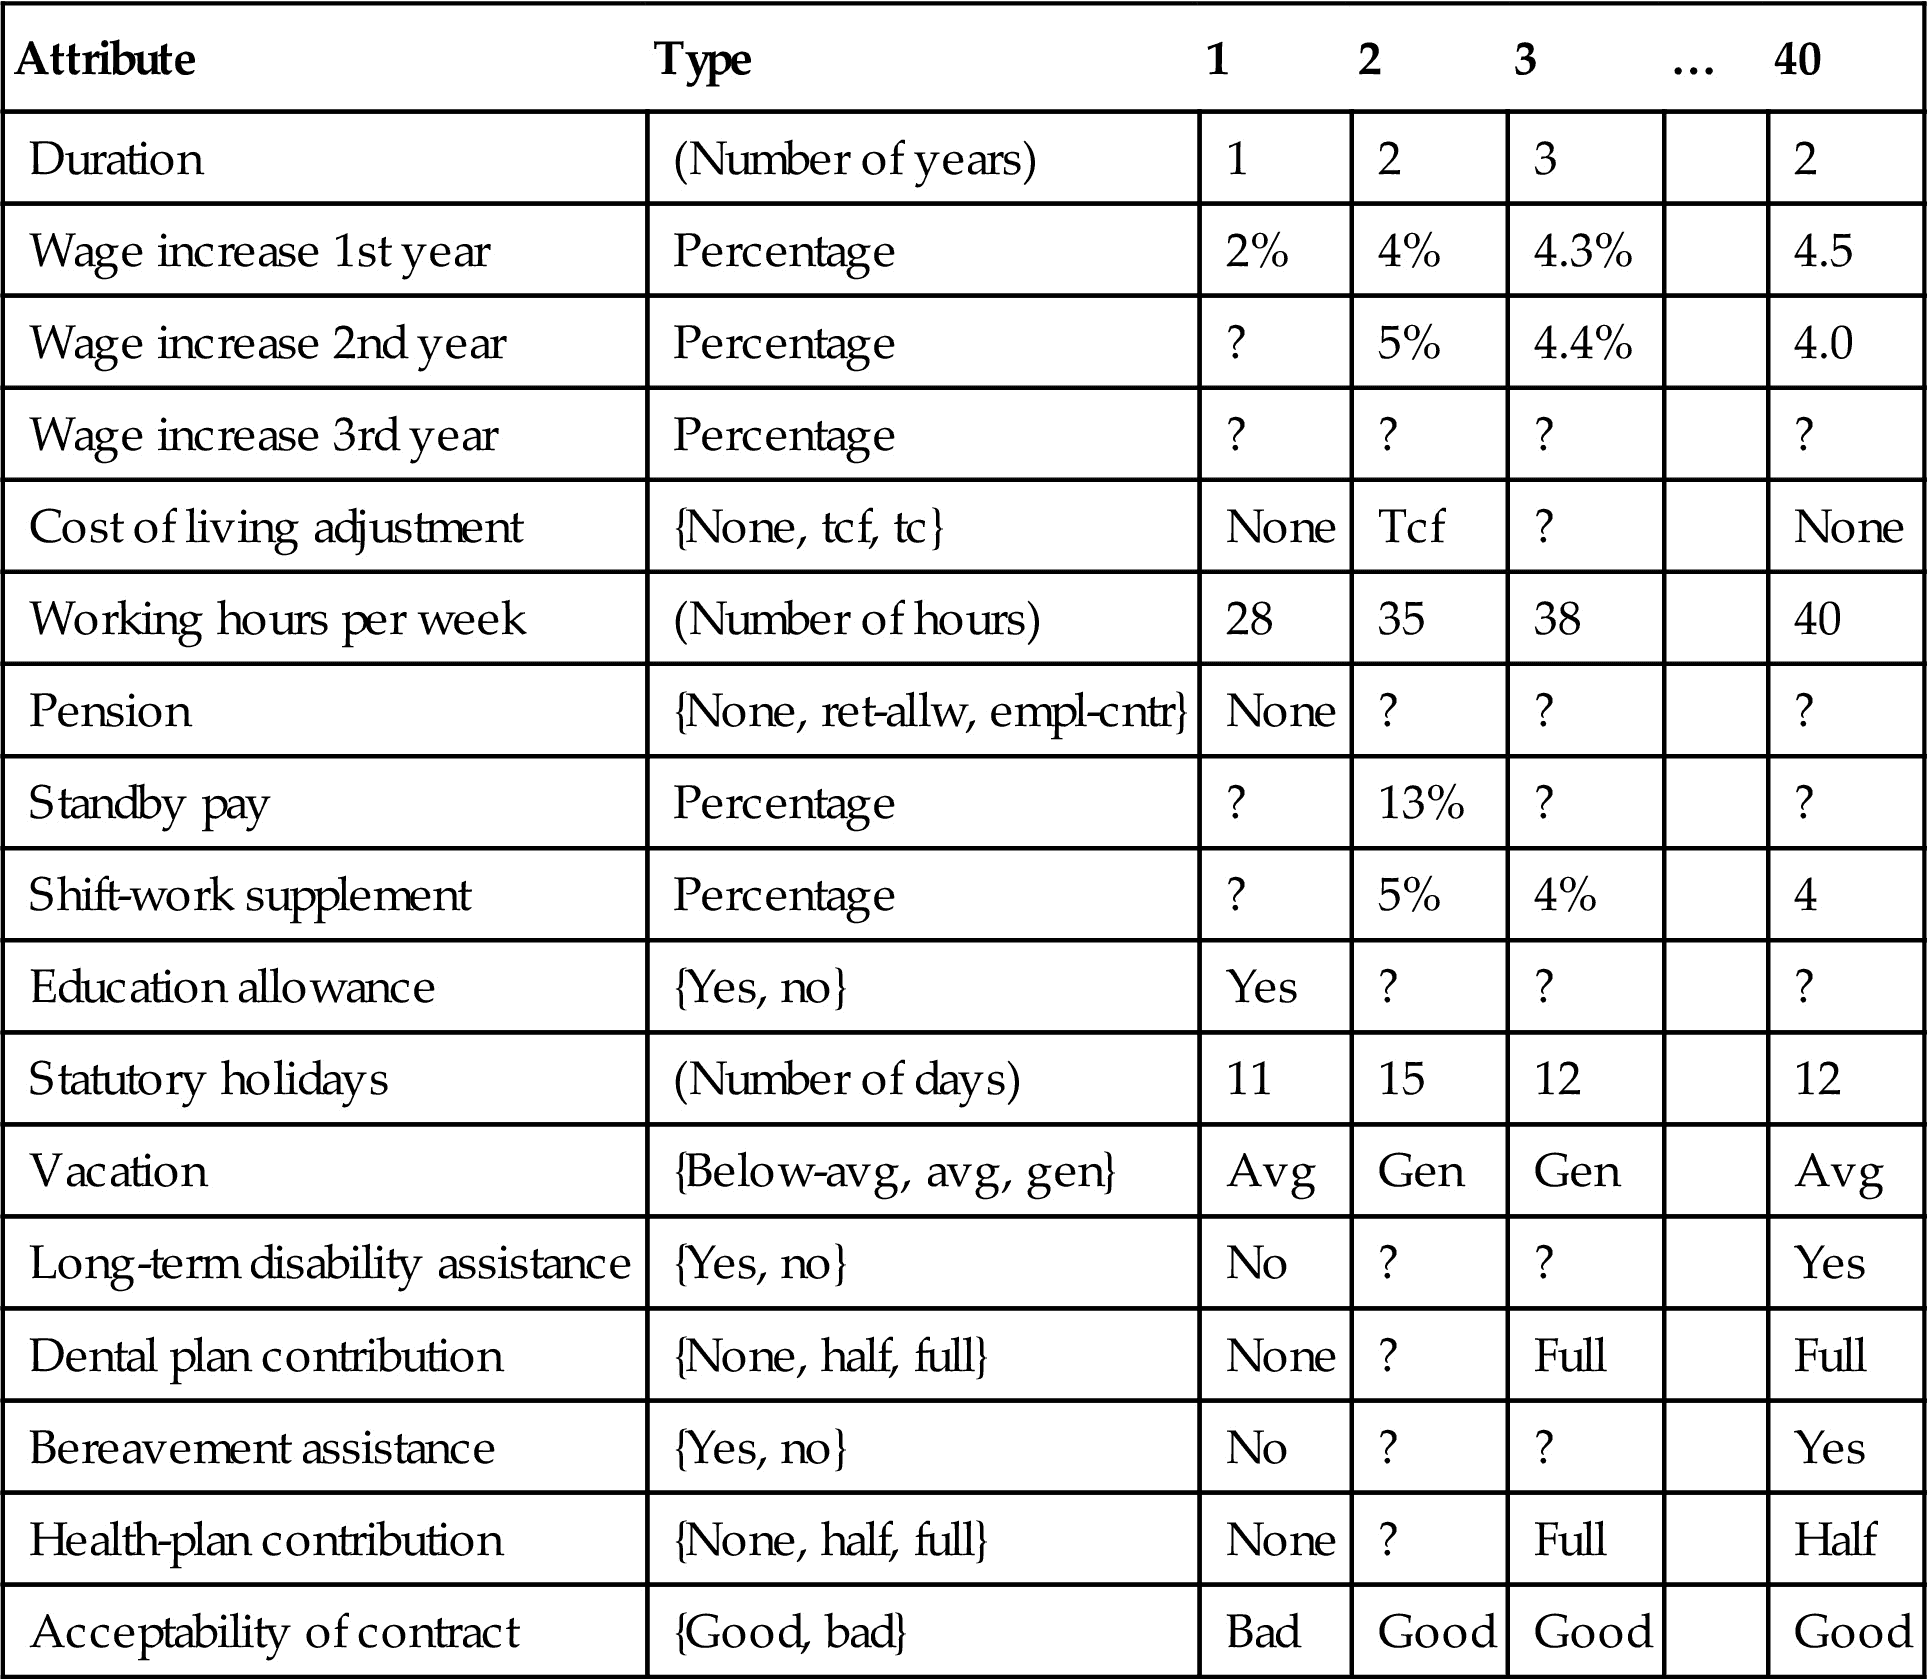 Attribute Type 1 2 3 … 40
Duration (Number of years) 1 2 3 2
Wage increase 1st year Percentage 2% 4% 4.3% 4.5
Wage increase 2nd year Percentage ? 5% 4.4% 4.0
Wage increase 3rd year Percentage ? ? ? ?
Cost of living adjustment {None, tcf, tc} None Tcf ? None
Working hours per week (Number of hours) 28 35 38 40
Pension {None, ret-allw, empl-cntr} None ? ? ?
Standby pay Percentage ? 13% ? ?
Shift-work supplement Percentage ? 5% 4% 4
Education allowance {Yes, no} Yes ? ? ?
Statutory holidays (Number of days) 11 15 12 12
Vacation {Below-avg, avg, gen} Avg Gen Gen Avg
Long-term disability assistance {Yes, no} No ? ? Yes
Dental plan contribution {None, half, full} None ? Full Full
Bereavement assistance {Yes, no} No ? ? Yes
Health-plan contribution {None, half, full} None ? Full Half
Acceptability of contract {Good, bad} Bad Good Good Good